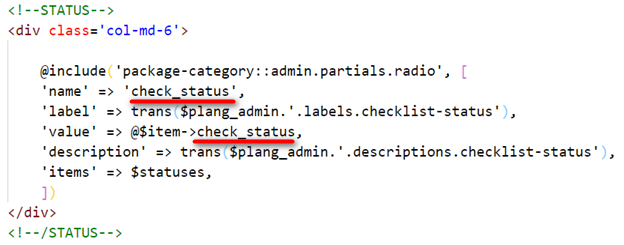 <!--STATUS-->
<div class='col-md-6'>
@include('package-category::admin.partials.radio', [
'name' => 'check_status',
'label' => trans($plang_admin.'.labels.checklist-status'),
'value' => @$item->check_status,
'description' => trans($plang_admin.'.descriptions.checklist-status'),
'items' => $statuses,
])
</div>
<!--/STATUS-->